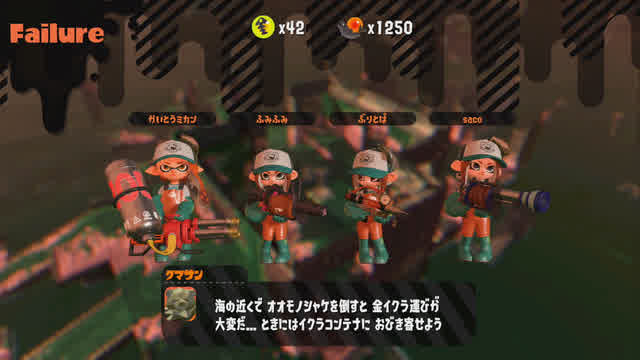 Failure
x42
x1250
かいとうミカン
ふみふみ
ぷりとば
saco
クマサン
海の近くで オオモノシャケを倒すと 金イクラ運びが
大変だ.... ときにはイクラコンテナに おびき寄せよう